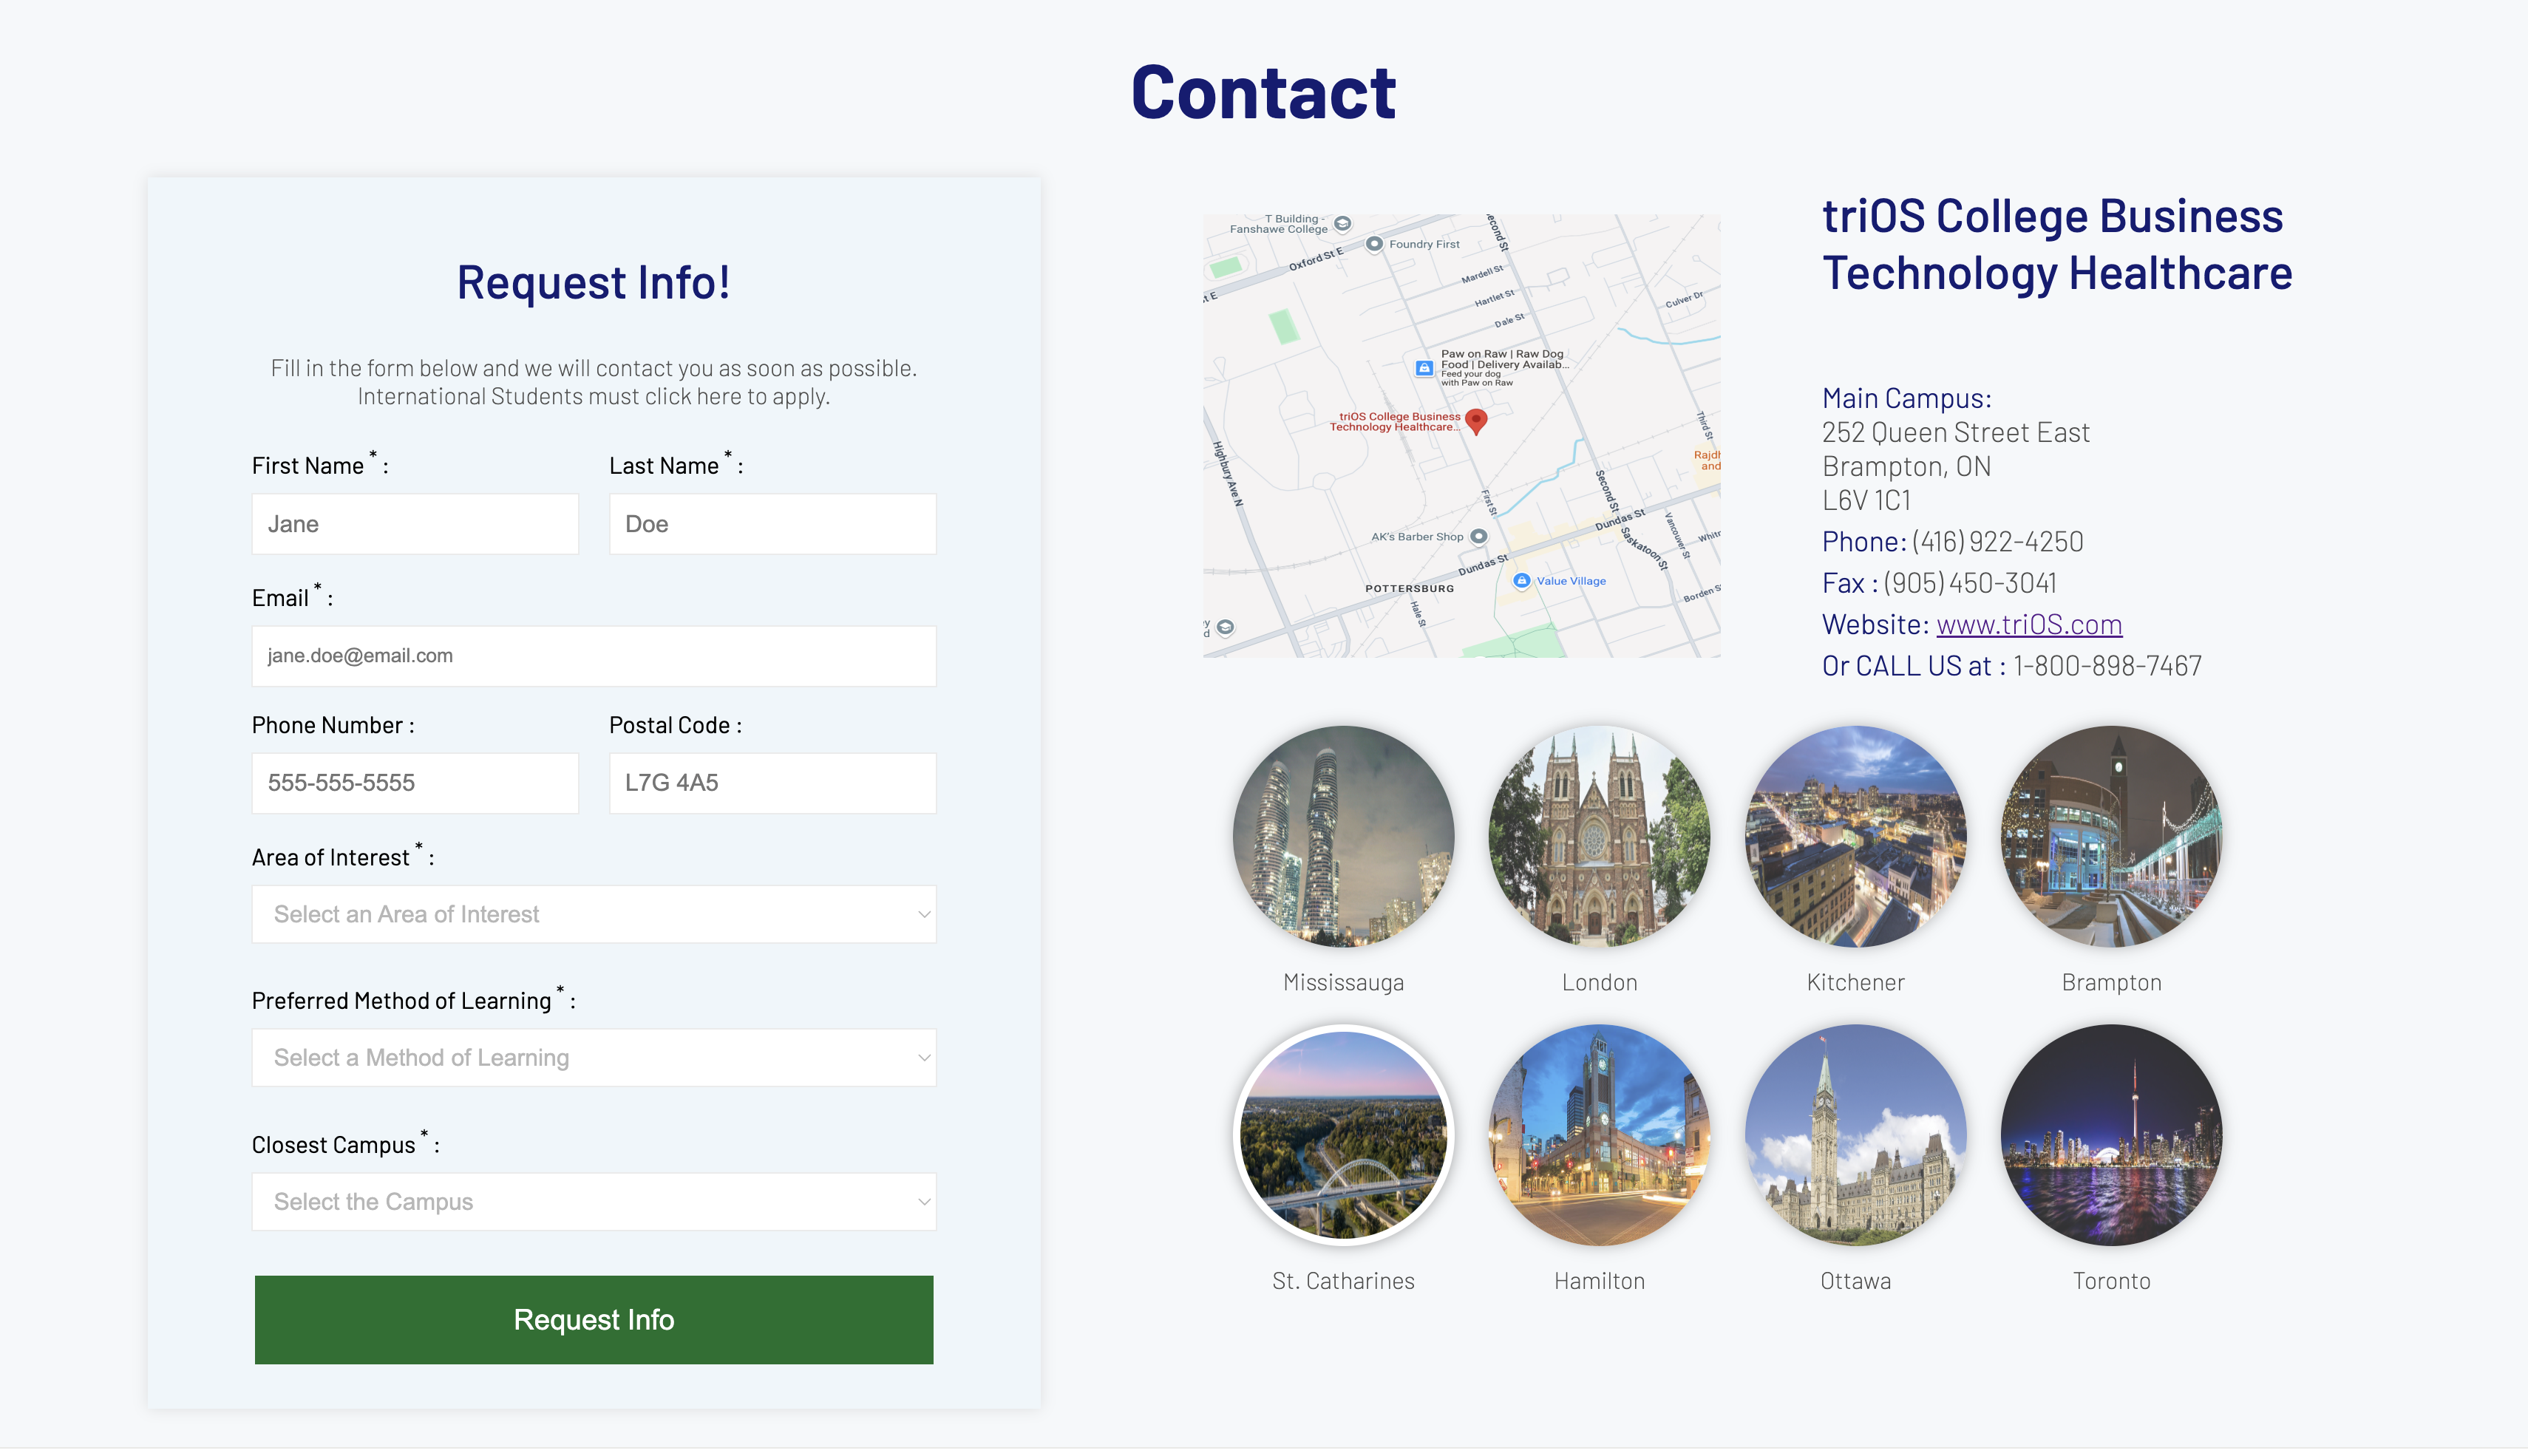 Contact
Request Info!
Fill in the form below and we will contact you as soon as possible.
International Students must click here to apply.
First Name * :
Last Name * :
Jane
Doe
Email * :
jane.doe@email.com
Phone Number :
Postal Code :
555-555-5555
L7G 4A5
Area of Interest * :
Select an Area of Interest
Preferred Method of Learning * :
Select a Method of Learning
Closest Campus * :
Select the Campus
Request Info
T Building -
Fanshawe College
Foundry First
Oxford St E
Second St
Mardell St
Hartlet St
Dale St
Culver Dr
Paw on Raw | Raw Dog
Food | Delivery Availab...
Feed your dog
with Paw on Raw
triOS College Business
Technology Healthcare...
Highbury Ave N
Third St
First St
Second St
Dundas St
Saskatoon St
Vancouver St
AK's Barber Shop
Dundas St
Value Village
POTTERSBURG
Hale St
Borden S
triOS College Business
Technology Healthcare
Main Campus:
252 Queen Street East
Brampton, ON
L6V 1C1
Phone: (416) 922-4250
Fax : (905) 450-3041
Website: www.triOS.com
Or CALL US at : 1-800-898-7467
Mississauga
London
Kitchener
Brampton
St. Catharines
Hamilton
Ottawa
Toronto